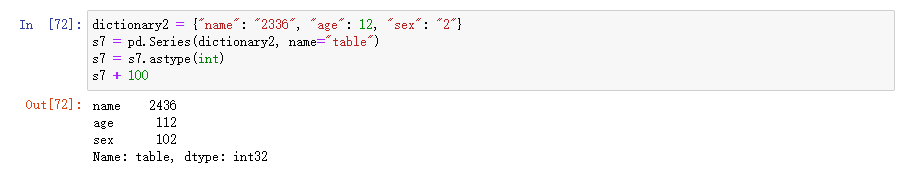 In [72]: dictionary2 = {"name": "2336", "age": 12, "sex": "2"}
s7 = pd.Series(dictionary2, name="table")
s7 = s7.astype(int)
s7 + 100
Out[72]: name 2436
age 112
sex 102
Name: table, dtype: int32